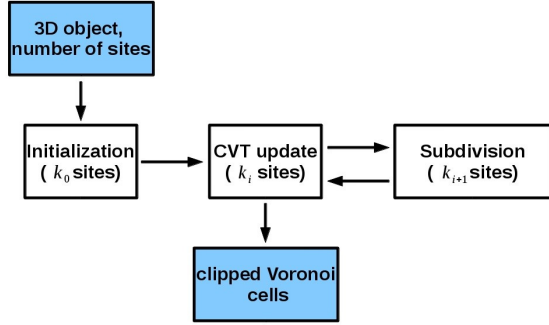 3D object,
number of sites
Initialization
( k₀ sites)
CVT update
( kᵢ sites)
Subdivision
( kᵢ₊₁ sites)
clipped Voronoi
cells